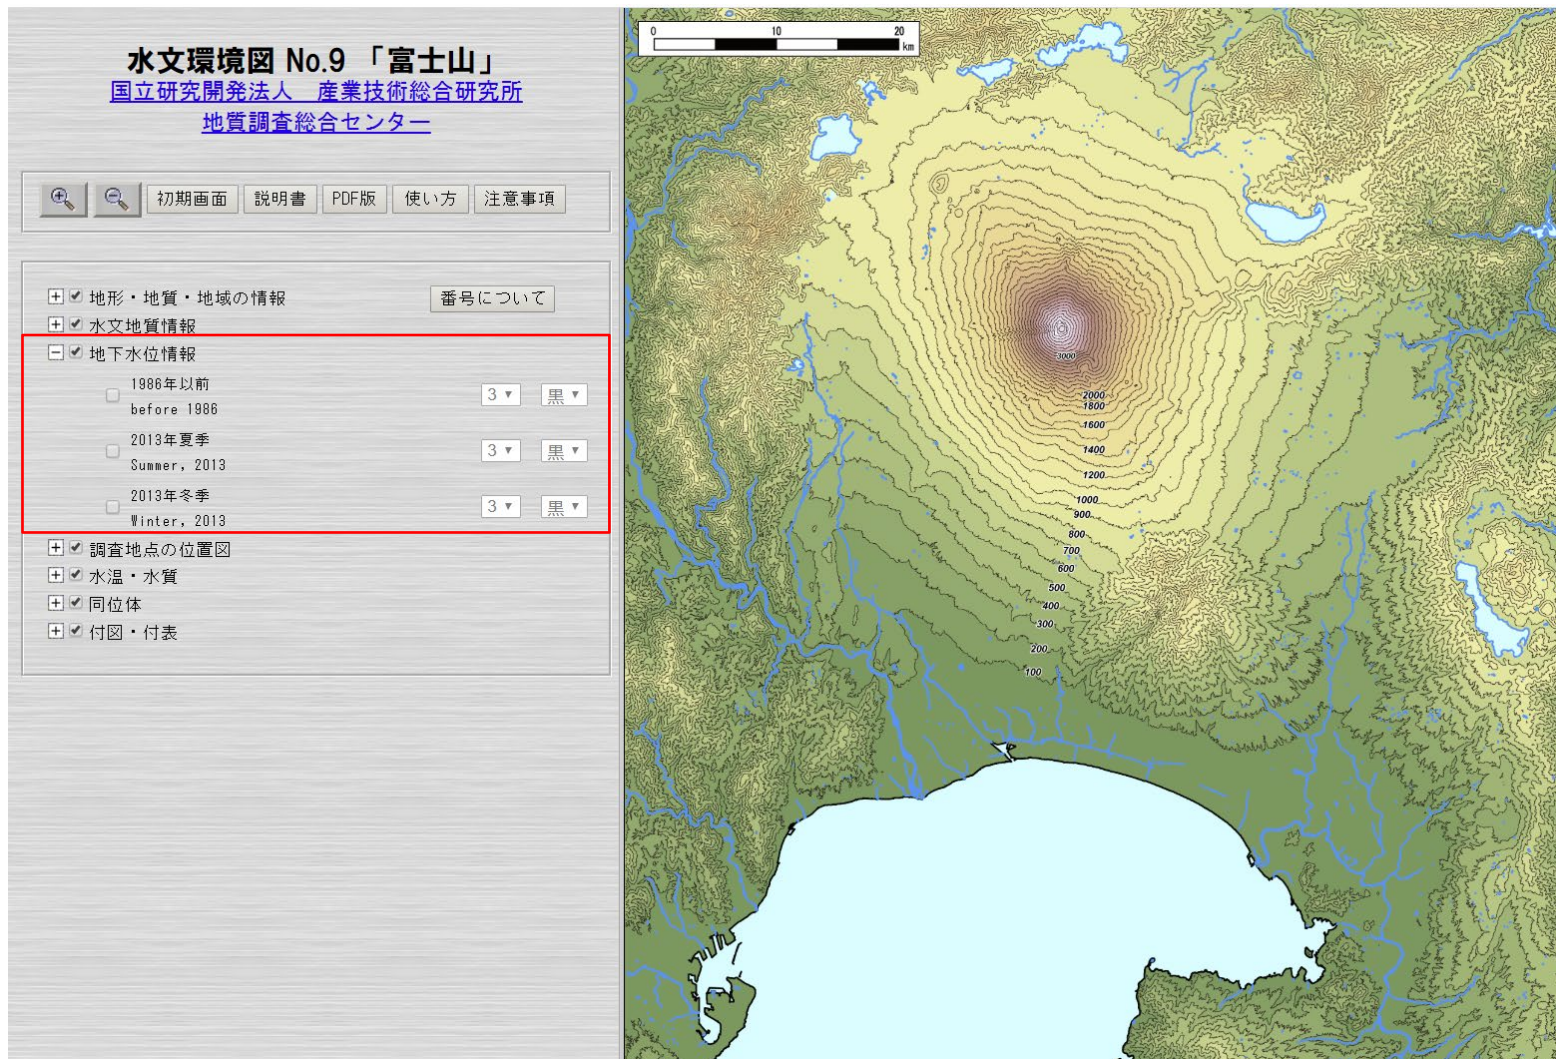 水文環境図 No.9 「富士山」
国立研究開発法人 産業技術総合研究所
地質調査総合センター
初期画面 説明書 PDF版 使い方 注意事項
地形・地質・地域の情報 番号について
水文地質情報
地下水位情報
1986年以前
before 1986
3 黒
2013年夏季
Summer, 2013
3 黒
2013年冬季
Winter, 2013
3 黒
調査地点の位置図
水温・水質
同位体
付図・付表
0 10 20
km
3000
2000
1800
1600
1400
1200
1000
900
800
700
600
500
400
300
200
100